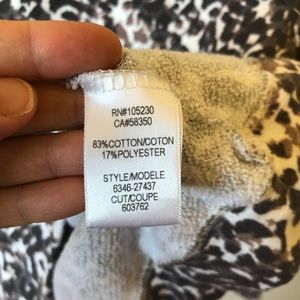 RN#105230
CA#58350
83%COTTON/COTON
17%POLYESTER
STYLE/MODELE
6346-27437
CUT/COUPE
603762